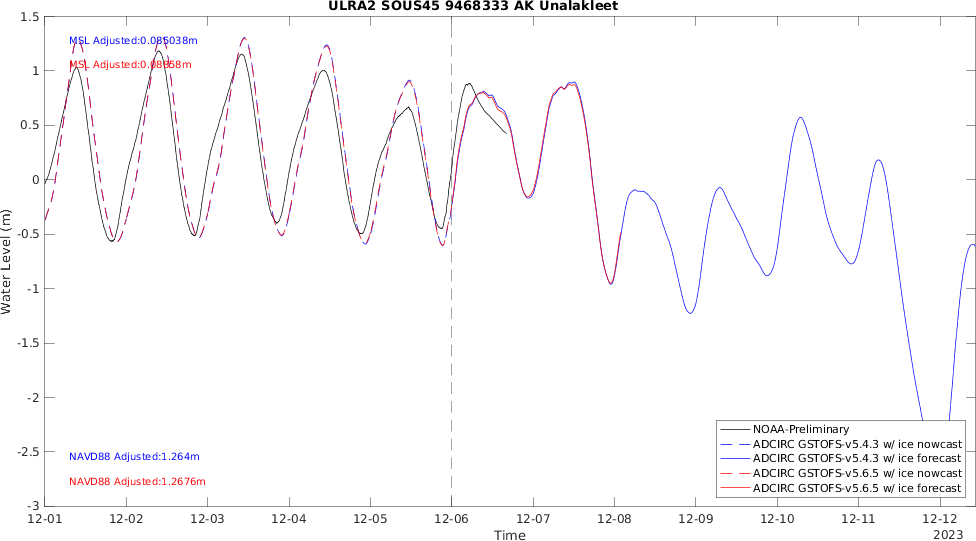 ULRA2 SOUS45 9468333 AK Unalakleet
1.5
1
0.5
0
-0.5
-1
-1.5
-2
-2.5
-3
Water Level (m)
MSL Adjusted:0.085038m
MSL Adjusted:0.08858m
NAVD88 Adjusted:1.264m
NAVD88 Adjusted:1.2676m
NOAA-Preliminary
ADCIRC GSTOFS-v5.4.3 w/ ice nowcast
ADCIRC GSTOFS-v5.4.3 w/ ice forecast
ADCIRC GSTOFS-v5.6.5 w/ ice nowcast
ADCIRC GSTOFS-v5.6.5 w/ ice forecast
12-01 12-02 12-03 12-04 12-05 12-06 12-07 12-08 12-09 12-10 12-11 12-12
Time
2023